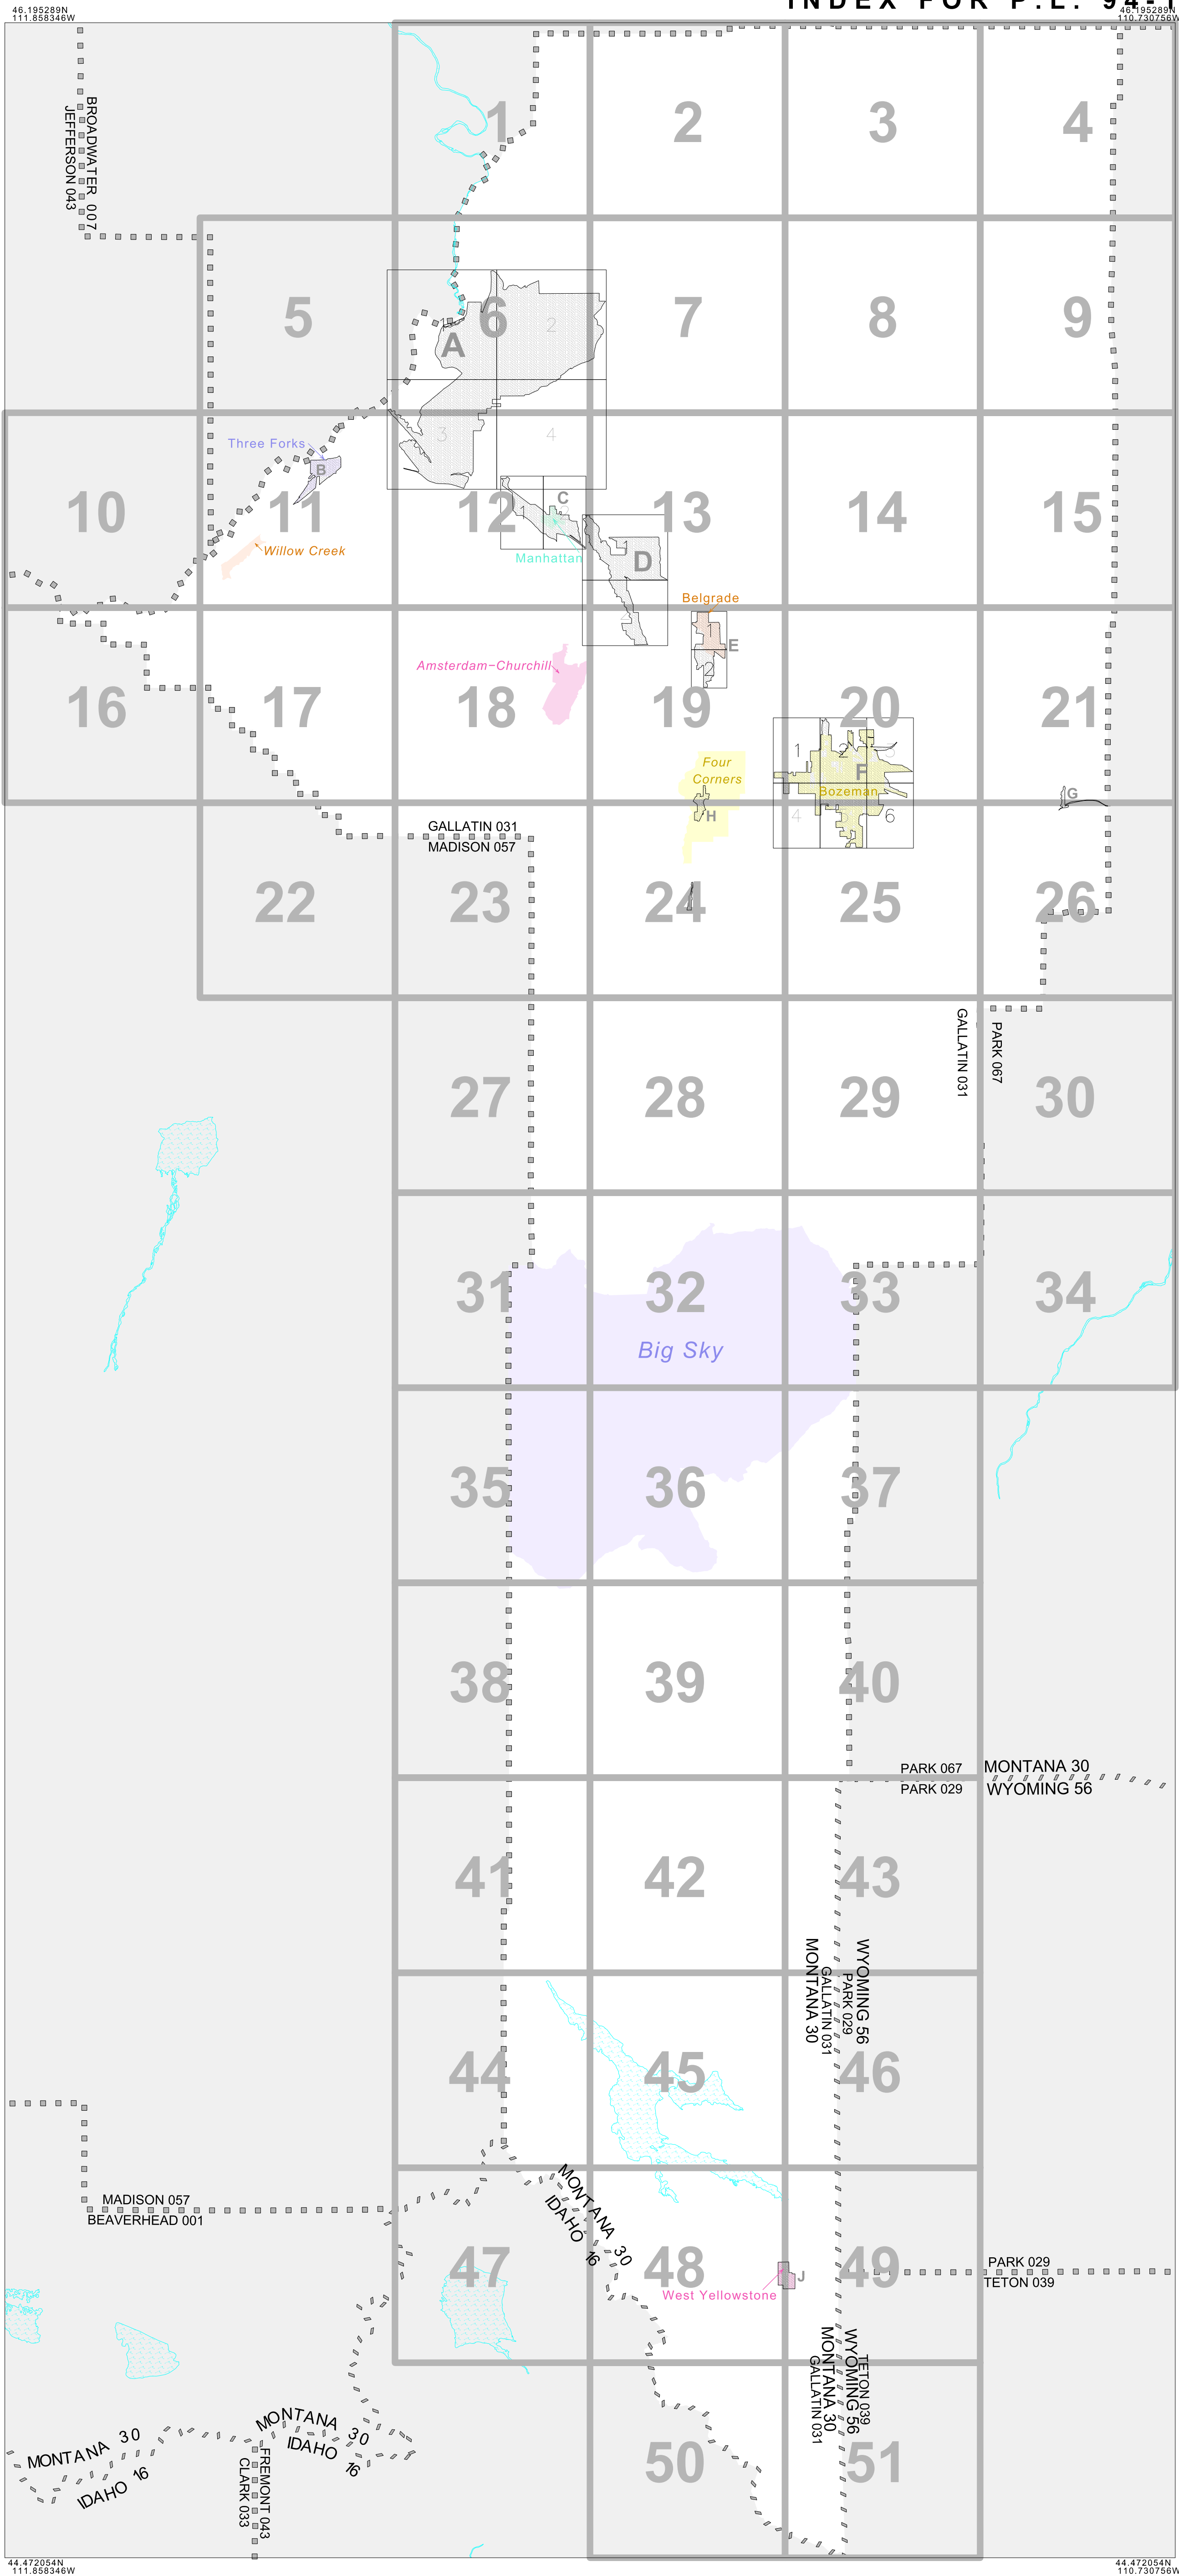 INDEX FOR P.L. 94-1
46.195289N
111.858346W
46.195289N
110.730756W
BROADWATER 007
JEFFERSON 043
1
2
3
4
5
6
7
8
9
A
2
3
4
Three Forks
B
C
10
11
12
13
14
15
1
2
Willow Creek
Manhattan
1
D
2
Belgrade
1
E
2
Amsterdam-Churchill
16
17
18
19
20
21
Four
Corners
1
2
3
F
Bozeman
4
5
6
G
H
GALLATIN 031
MADISON 057
22
23
24
25
26
I
GALLATIN 031
PARK 067
27
28
29
30
31
32
33
34
Big Sky
35
36
37
38
39
40
PARK 067
PARK 029
MONTANA 30
WYOMING 56
41
42
43
WYOMING 56
PARK 029
GALLATIN 031
MONTANA 30
44
45
46
MONTANA 30
IDAHO 16
MADISON 057
BEAVERHEAD 001
47
48
49
J
West Yellowstone
PARK 029
TETON 039
TETON 039
WYOMING 56
MONTANA 30
GALLATIN 031
MONTANA 30
IDAHO 16
MONTANA 30
IDAHO 16
FREMONT 043
CLARK 033
50
51
44.472054N
111.858346W
44.472054N
110.730756W